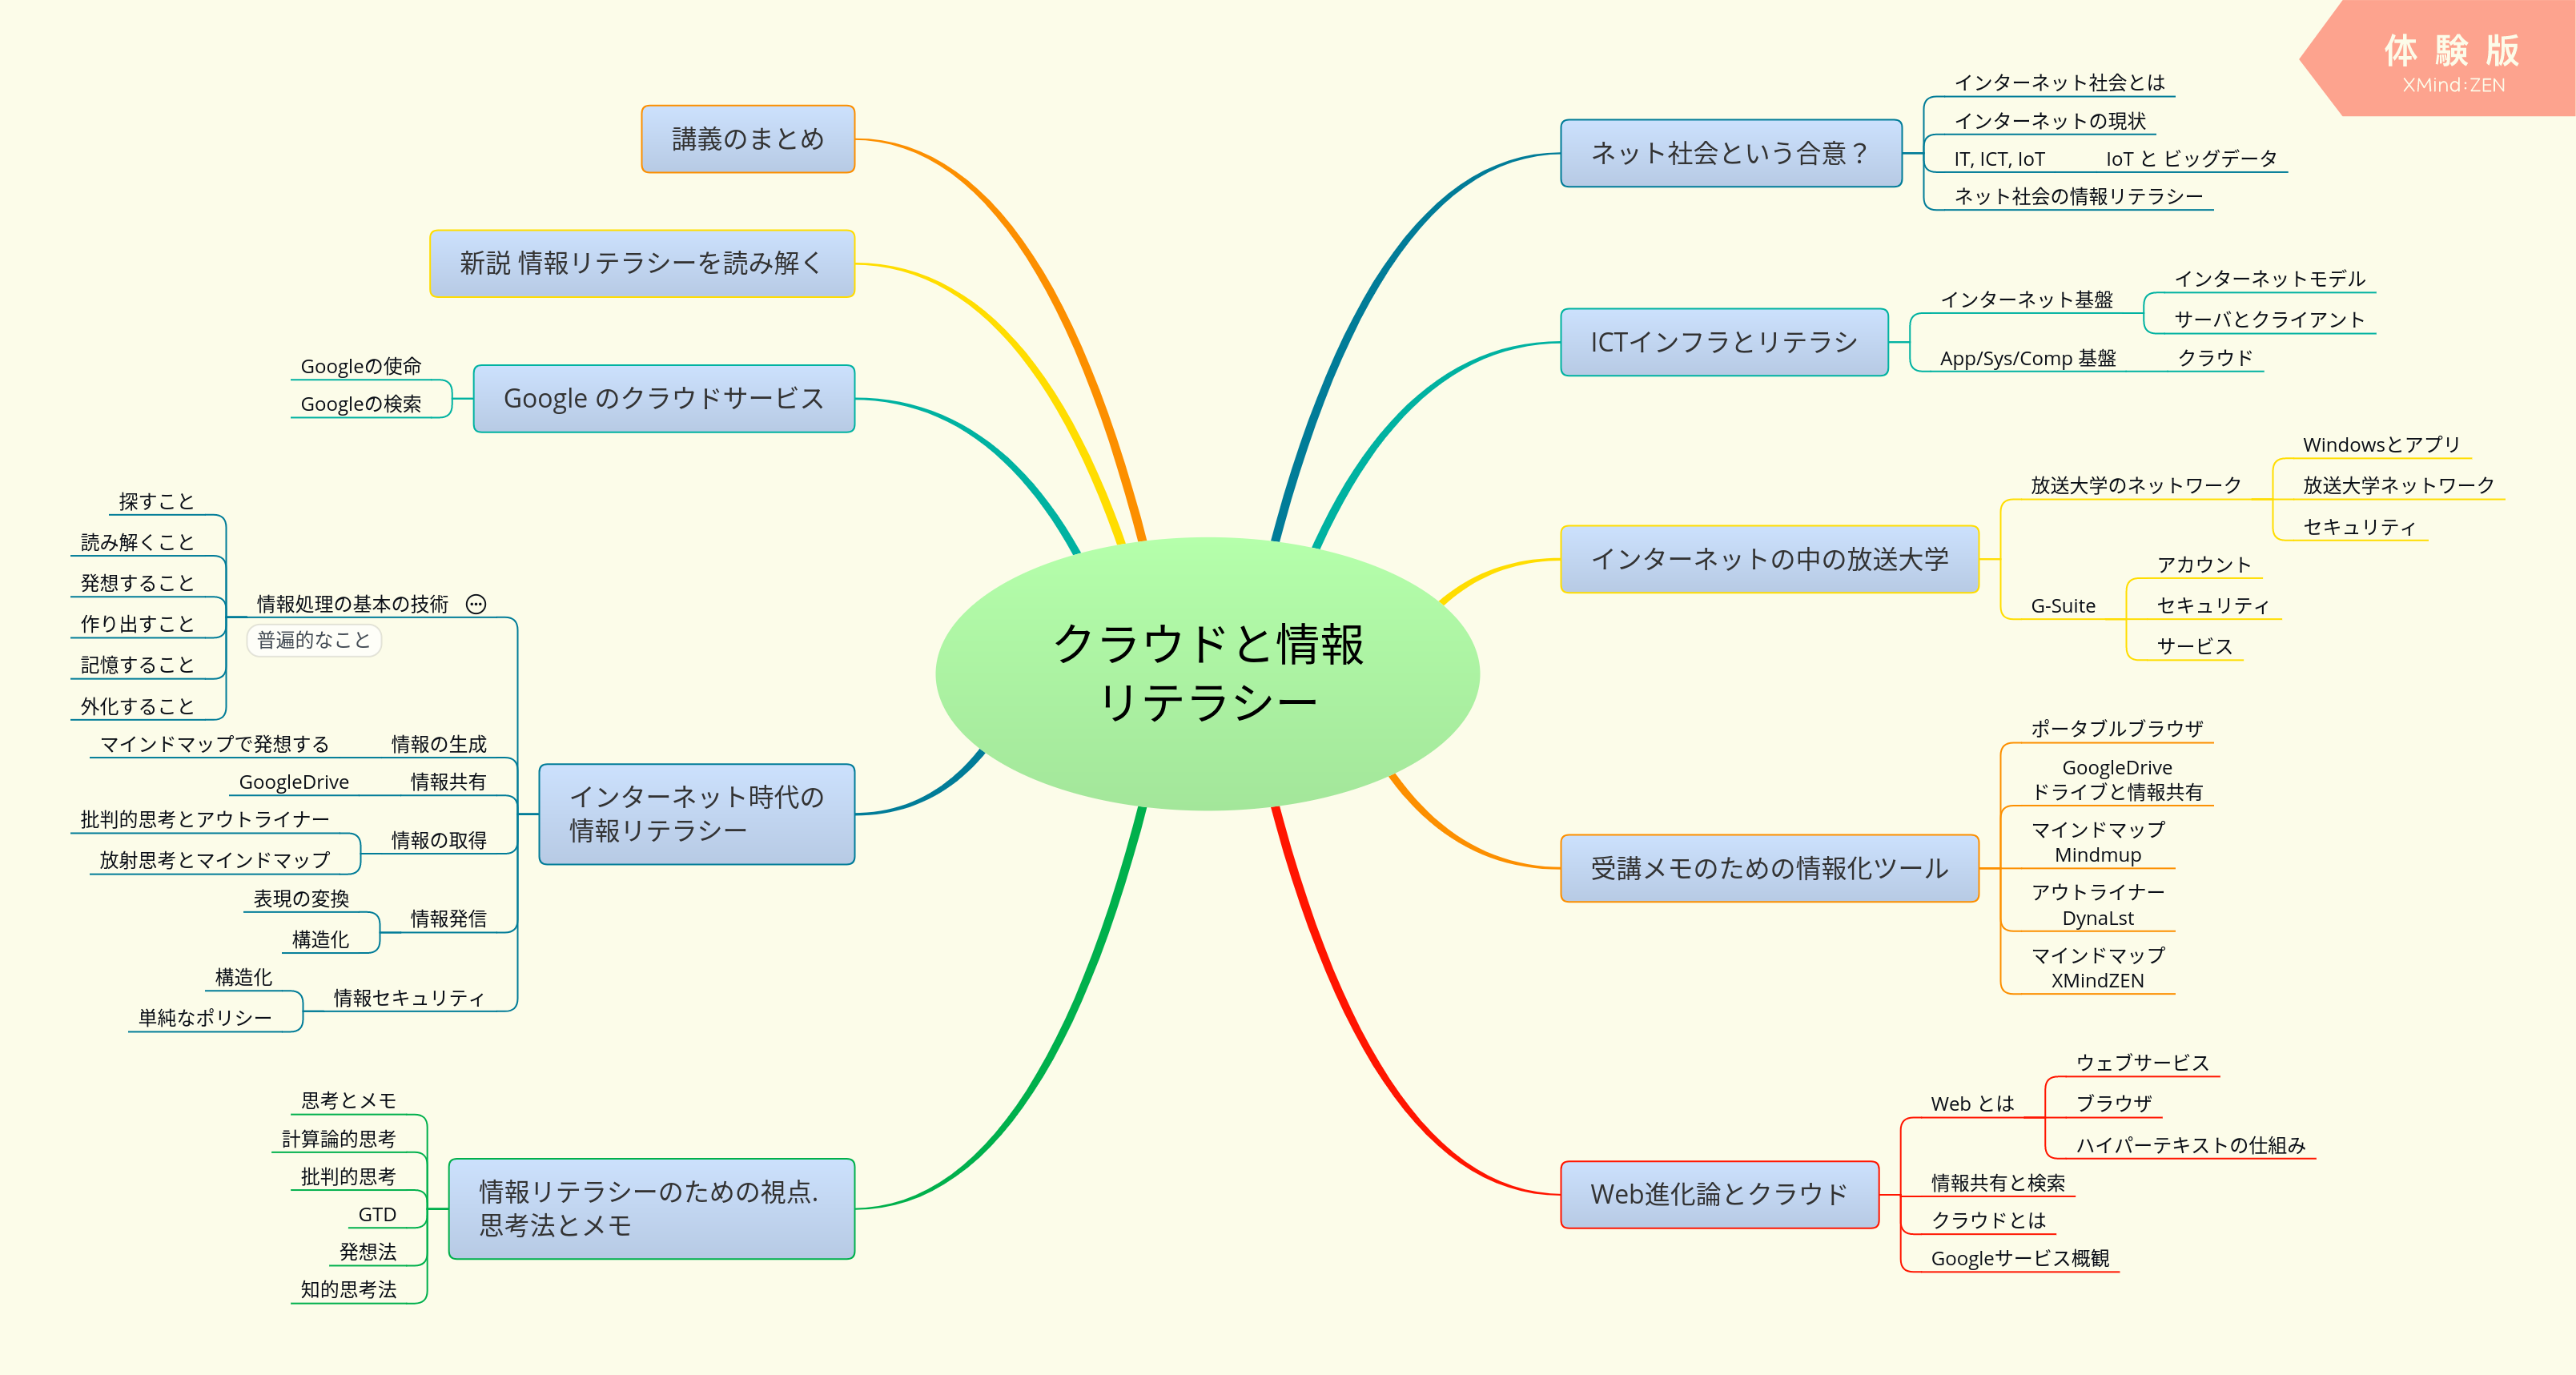 体験版
XMind:ZEN
クラウドと情報
リテラシー
ネット社会という合意？
インターネット社会とは
インターネットの現状
IT, ICT, IoT
IoT と ビッグデータ
ネット社会の情報リテラシー
ICTインフラとリテラシ
インターネット基盤
インターネットモデル
サーバとクライアント
App/Sys/Comp 基盤
クラウド
インターネットの中の放送大学
放送大学のネットワーク
Windowsとアプリ
放送大学ネットワーク
セキュリティ
G-Suite
アカウント
セキュリティ
サービス
受講メモのための情報化ツール
ポータブルブラウザ
GoogleDrive
ドライブと情報共有
マインドマップ
Mindmup
アウトライナー
DynaLst
マインドマップ
XMindZEN
Web進化論とクラウド
Web とは
ウェブサービス
ブラウザ
ハイパーテキストの仕組み
情報共有と検索
クラウドとは
Googleサービス概観
講義のまとめ
新説 情報リテラシーを読み解く
Google のクラウドサービス
Googleの使命
Googleの検索
インターネット時代の
情報リテラシー
情報処理の基本の技術
普遍的なこと
探すこと
読み解くこと
発想すること
作り出すこと
記憶すること
外化すること
情報の生成
マインドマップで発想する
情報共有
GoogleDrive
情報の取得
批判的思考とアウトライナー
放射思考とマインドマップ
情報発信
表現の変換
構造化
情報セキュリティ
構造化
単純なポリシー
情報リテラシーのための視点.
思考法とメモ
思考とメモ
計算論的思考
批判的思考
GTD
発想法
知的思考法